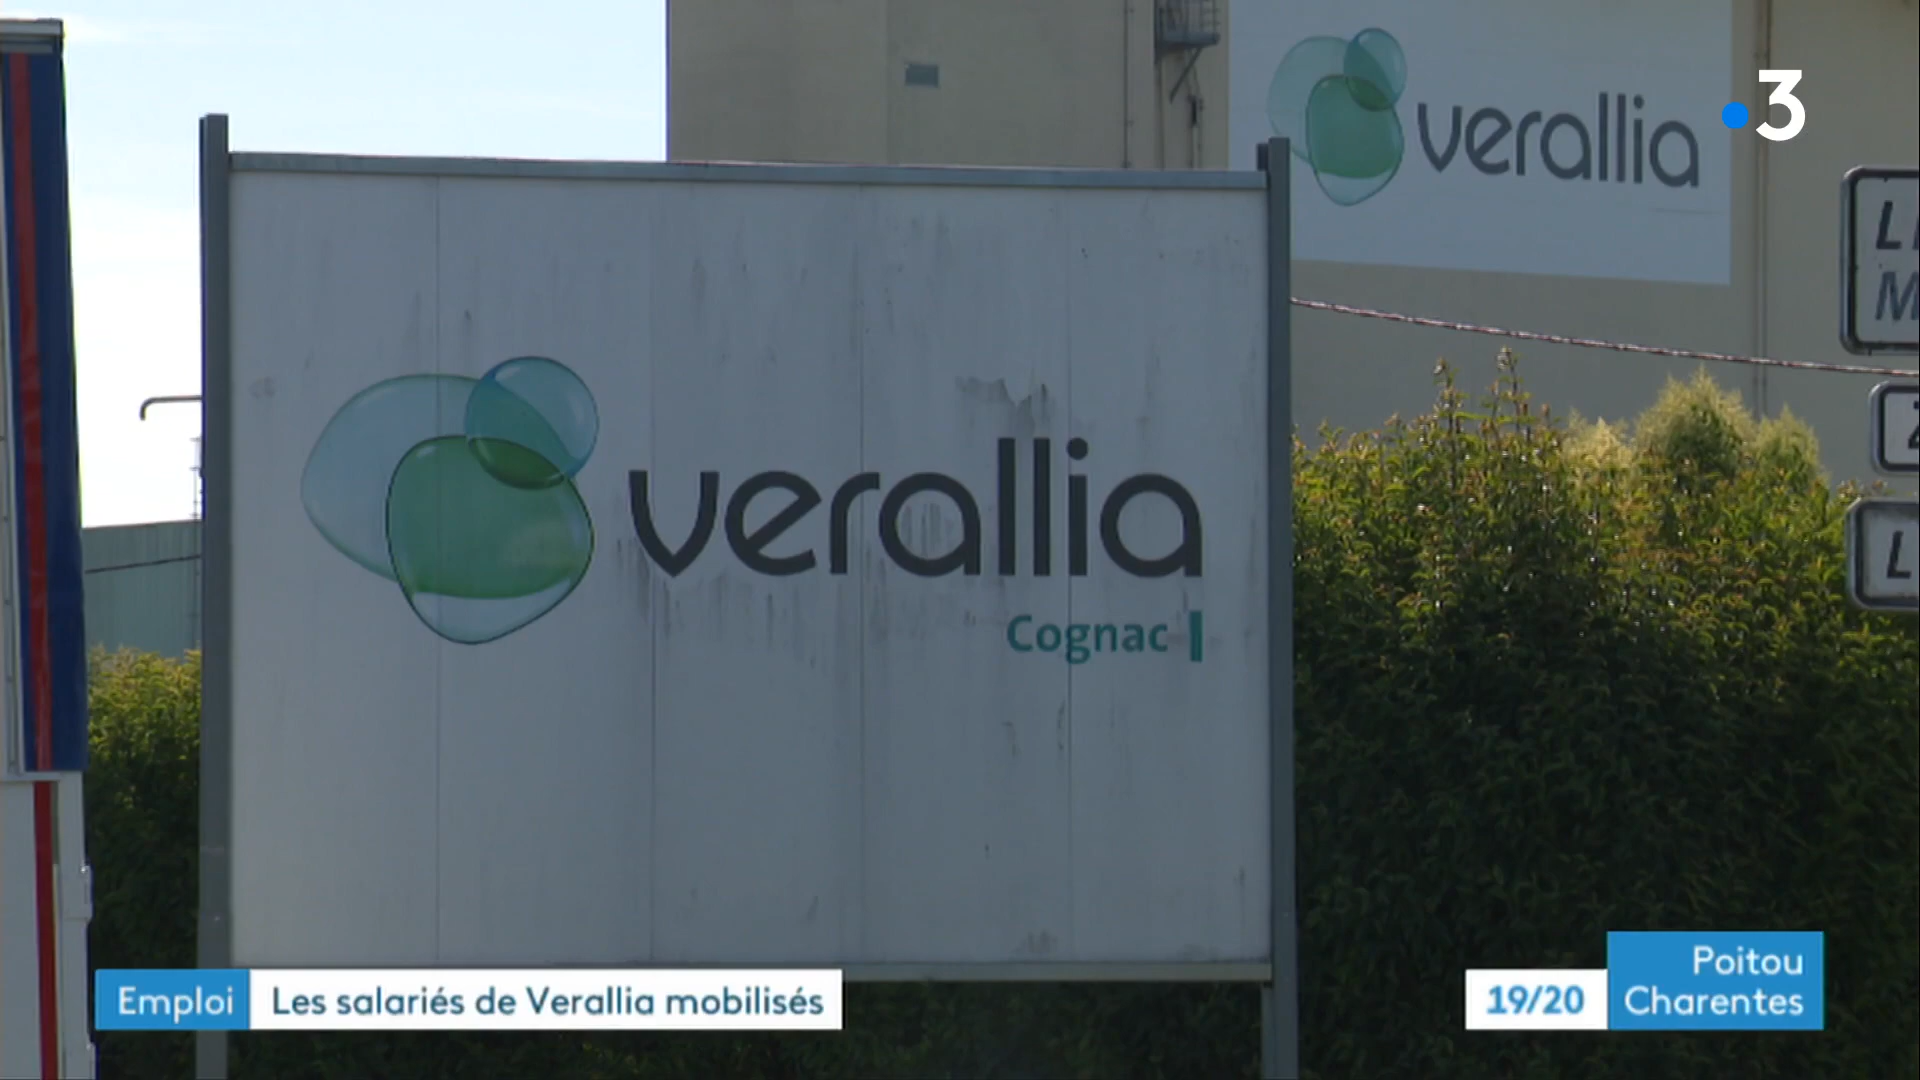 3
verallia
verallia
Cognac
Emploi Les salariés de Verallia mobilisés
19/20 Poitou
Charentes